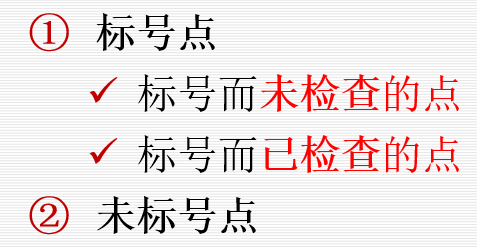 ① 标号点
✓ 标号而未检查的点
✓ 标号而已检查的点
② 未标号点